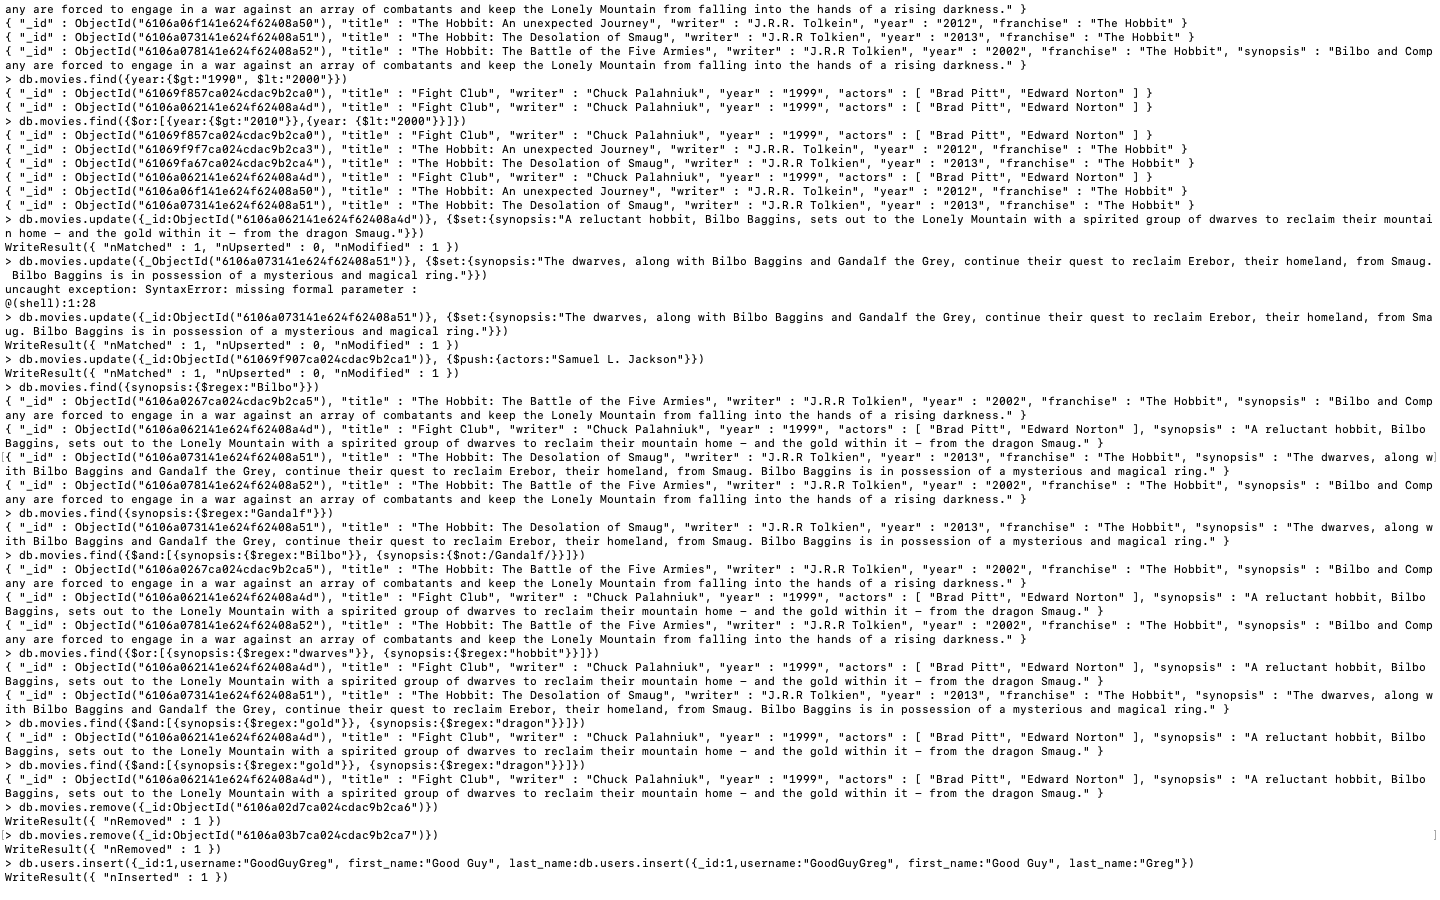 any are forced to engage in a war against an array of combatants and keep the Lonely Mountain from falling into the hands of a rising darkness." }
{ "_id" : ObjectId("6106a06f141e624f62408a50"), "title" : "The Hobbit: An unexpected Journey", "writer" : "J.R.R. Tolkein", "year" : "2012", "franchise" : "The Hobbit" }
{ "_id" : ObjectId("6106a073141e624f62408a51"), "title" : "The Hobbit: The Desolation of Smaug", "writer" : "J.R.R Tolkien", "year" : "2013", "franchise" : "The Hobbit" }
{ "_id" : ObjectId("6106a078141e624f62408a52"), "title" : "The Hobbit: The Battle of the Five Armies", "writer" : "J.R.R Tolkien", "year" : "2002", "franchise" : "The Hobbit", "synopsis" : "Bilbo and Comp
any are forced to engage in a war against an array of combatants and keep the Lonely Mountain from falling into the hands of a rising darkness." }
> db.movies.find({year:{$gt:"1990", $lt:"2000"}})
{ "_id" : ObjectId("61069f857ca024cdac9b2ca0"), "title" : "Fight Club", "writer" : "Chuck Palahniuk", "year" : "1999", "actors" : [ "Brad Pitt", "Edward Norton" ] }
{ "_id" : ObjectId("6106a062141e624f62408a4d"), "title" : "Fight Club", "writer" : "Chuck Palahniuk", "year" : "1999", "actors" : [ "Brad Pitt", "Edward Norton" ] }
> db.movies.find({$or:[{year:{$gt:"2010"}},{year: {$lt:"2000"}}]})
{ "_id" : ObjectId("61069f857ca024cdac9b2ca0"), "title" : "Fight Club", "writer" : "Chuck Palahniuk", "year" : "1999", "actors" : [ "Brad Pitt", "Edward Norton" ] }
{ "_id" : ObjectId("61069f9f7ca024cdac9b2ca3"), "title" : "The Hobbit: An unexpected Journey", "writer" : "J.R.R. Tolkein", "year" : "2012", "franchise" : "The Hobbit" }
{ "_id" : ObjectId("61069fa67ca024cdac9b2ca4"), "title" : "The Hobbit: The Desolation of Smaug", "writer" : "J.R.R Tolkien", "year" : "2013", "franchise" : "The Hobbit" }
{ "_id" : ObjectId("6106a062141e624f62408a4d"), "title" : "Fight Club", "writer" : "Chuck Palahniuk", "year" : "1999", "actors" : [ "Brad Pitt", "Edward Norton" ] }
{ "_id" : ObjectId("6106a06f141e624f62408a50"), "title" : "The Hobbit: An unexpected Journey", "writer" : "J.R.R. Tolkein", "year" : "2012", "franchise" : "The Hobbit" }
{ "_id" : ObjectId("6106a073141e624f62408a51"), "title" : "The Hobbit: The Desolation of Smaug", "writer" : "J.R.R Tolkien", "year" : "2013", "franchise" : "The Hobbit" }
> db.movies.update({_id:ObjectId("6106a062141e624f62408a4d")}, {$set:{synopsis:"A reluctant hobbit, Bilbo Baggins, sets out to the Lonely Mountain with a spirited group of dwarves to reclaim their mountai
n home – and the gold within it – from the dragon Smaug."}})
WriteResult({ "nMatched" : 1, "nUpserted" : 0, "nModified" : 1 })
> db.movies.update({_ObjectId("6106a073141e624f62408a51")}, {$set:{synopsis:"The dwarves, along with Bilbo Baggins and Gandalf the Grey, continue their quest to reclaim Erebor, their homeland, from Smaug.
 Bilbo Baggins is in possession of a mysterious and magical ring."}})
uncaught exception: SyntaxError: missing formal parameter :
@(shell):1:28
> db.movies.update({_id:ObjectId("6106a073141e624f62408a51")}, {$set:{synopsis:"The dwarves, along with Bilbo Baggins and Gandalf the Grey, continue their quest to reclaim Erebor, their homeland, from Sma
ug. Bilbo Baggins is in possession of a mysterious and magical ring."}})
WriteResult({ "nMatched" : 1, "nUpserted" : 0, "nModified" : 1 })
> db.movies.update({_id:ObjectId("61069f907ca024cdac9b2ca1")}, {$push:{actors:"Samuel L. Jackson"}})
WriteResult({ "nMatched" : 1, "nUpserted" : 0, "nModified" : 1 })
> db.movies.find({synopsis:{$regex:"Bilbo"}})
{ "_id" : ObjectId("6106a0267ca024cdac9b2ca5"), "title" : "The Hobbit: The Battle of the Five Armies", "writer" : "J.R.R Tolkien", "year" : "2002", "franchise" : "The Hobbit", "synopsis" : "Bilbo and Comp
any are forced to engage in a war against an array of combatants and keep the Lonely Mountain from falling into the hands of a rising darkness." }
{ "_id" : ObjectId("6106a062141e624f62408a4d"), "title" : "Fight Club", "writer" : "Chuck Palahniuk", "year" : "1999", "actors" : [ "Brad Pitt", "Edward Norton" ], "synopsis" : "A reluctant hobbit, Bilbo
Baggins, sets out to the Lonely Mountain with a spirited group of dwarves to reclaim their mountain home – and the gold within it – from the dragon Smaug." }
[{ "_id" : ObjectId("6106a073141e624f62408a51"), "title" : "The Hobbit: The Desolation of Smaug", "writer" : "J.R.R Tolkien", "year" : "2013", "franchise" : "The Hobbit", "synopsis" : "The dwarves, along w]
ith Bilbo Baggins and Gandalf the Grey, continue their quest to reclaim Erebor, their homeland, from Smaug. Bilbo Baggins is in possession of a mysterious and magical ring." }
{ "_id" : ObjectId("6106a078141e624f62408a52"), "title" : "The Hobbit: The Battle of the Five Armies", "writer" : "J.R.R Tolkien", "year" : "2002", "franchise" : "The Hobbit", "synopsis" : "Bilbo and Comp
any are forced to engage in a war against an array of combatants and keep the Lonely Mountain from falling into the hands of a rising darkness." }
> db.movies.find({synopsis:{$regex:"Gandalf"}})
{ "_id" : ObjectId("6106a073141e624f62408a51"), "title" : "The Hobbit: The Desolation of Smaug", "writer" : "J.R.R Tolkien", "year" : "2013", "franchise" : "The Hobbit", "synopsis" : "The dwarves, along w
ith Bilbo Baggins and Gandalf the Grey, continue their quest to reclaim Erebor, their homeland, from Smaug. Bilbo Baggins is in possession of a mysterious and magical ring." }
> db.movies.find({$and:[{synopsis:{$regex:"Bilbo"}}, {synopsis:{$not:/Gandalf/}}]})
{ "_id" : ObjectId("6106a0267ca024cdac9b2ca5"), "title" : "The Hobbit: The Battle of the Five Armies", "writer" : "J.R.R Tolkien", "year" : "2002", "franchise" : "The Hobbit", "synopsis" : "Bilbo and Comp
any are forced to engage in a war against an array of combatants and keep the Lonely Mountain from falling into the hands of a rising darkness." }
{ "_id" : ObjectId("6106a062141e624f62408a4d"), "title" : "Fight Club", "writer" : "Chuck Palahniuk", "year" : "1999", "actors" : [ "Brad Pitt", "Edward Norton" ], "synopsis" : "A reluctant hobbit, Bilbo
Baggins, sets out to the Lonely Mountain with a spirited group of dwarves to reclaim their mountain home – and the gold within it – from the dragon Smaug." }
{ "_id" : ObjectId("6106a078141e624f62408a52"), "title" : "The Hobbit: The Battle of the Five Armies", "writer" : "J.R.R Tolkien", "year" : "2002", "franchise" : "The Hobbit", "synopsis" : "Bilbo and Comp
any are forced to engage in a war against an array of combatants and keep the Lonely Mountain from falling into the hands of a rising darkness." }
> db.movies.find({$or:[{synopsis:{$regex:"dwarves"}}, {synopsis:{$regex:"hobbit"}}]})
{ "_id" : ObjectId("6106a062141e624f62408a4d"), "title" : "Fight Club", "writer" : "Chuck Palahniuk", "year" : "1999", "actors" : [ "Brad Pitt", "Edward Norton" ], "synopsis" : "A reluctant hobbit, Bilbo
Baggins, sets out to the Lonely Mountain with a spirited group of dwarves to reclaim their mountain home – and the gold within it – from the dragon Smaug." }
{ "_id" : ObjectId("6106a073141e624f62408a51"), "title" : "The Hobbit: The Desolation of Smaug", "writer" : "J.R.R Tolkien", "year" : "2013", "franchise" : "The Hobbit", "synopsis" : "The dwarves, along w
ith Bilbo Baggins and Gandalf the Grey, continue their quest to reclaim Erebor, their homeland, from Smaug. Bilbo Baggins is in possession of a mysterious and magical ring." }
> db.movies.find({$and:[{synopsis:{$regex:"gold"}}, {synopsis:{$regex:"dragon"}}]})
{ "_id" : ObjectId("6106a062141e624f62408a4d"), "title" : "Fight Club", "writer" : "Chuck Palahniuk", "year" : "1999", "actors" : [ "Brad Pitt", "Edward Norton" ], "synopsis" : "A reluctant hobbit, Bilbo
Baggins, sets out to the Lonely Mountain with a spirited group of dwarves to reclaim their mountain home – and the gold within it – from the dragon Smaug." }
> db.movies.find({$and:[{synopsis:{$regex:"gold"}}, {synopsis:{$regex:"dragon"}}]})
{ "_id" : ObjectId("6106a062141e624f62408a4d"), "title" : "Fight Club", "writer" : "Chuck Palahniuk", "year" : "1999", "actors" : [ "Brad Pitt", "Edward Norton" ], "synopsis" : "A reluctant hobbit, Bilbo
Baggins, sets out to the Lonely Mountain with a spirited group of dwarves to reclaim their mountain home – and the gold within it – from the dragon Smaug." }
> db.movies.remove({_id:ObjectId("6106a02d7ca024cdac9b2ca6")})
WriteResult({ "nRemoved" : 1 })
[> db.movies.remove({_id:ObjectId("6106a03b7ca024cdac9b2ca7")}) ]
WriteResult({ "nRemoved" : 1 })
> db.users.insert({_id:1,username:"GoodGuyGreg", first_name:"Good Guy", last_name:db.users.insert({_id:1,username:"GoodGuyGreg", first_name:"Good Guy", last_name:"Greg"})
WriteResult({ "nInserted" : 1 })